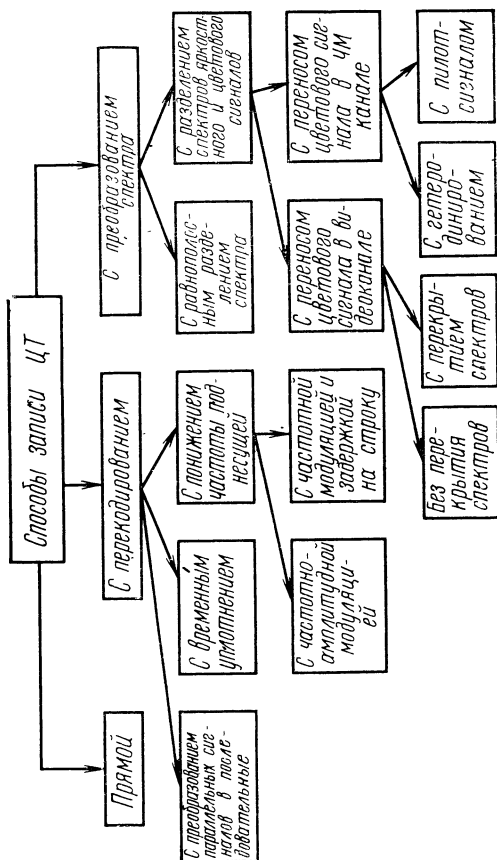 Способы записи ЦТ
Прямой
С перекодированием
С преобразованием
спектра
С преобразованием
параллельных сиг-
налов в после-
довательные
С временным
уплотнением
С понижением
частоты под-
несущей
С равнополос-
ным разде-
лением
спектра
С разделением
спектров яркост-
ного и цветового
сигналов
С частотно-
амплитудной
модуляци-
ей
С частотной
модуляцией и
задержкой
на строку
С переносом
цветового
сигнала в ви-
деоканале
С переносом
цветового сиг-
нала в ЧМ
канале
Без пере-
крытия
спектров
С перекры-
тием
спектров
С гетеро-
диниро-
ванием
С пилот-
сигналом